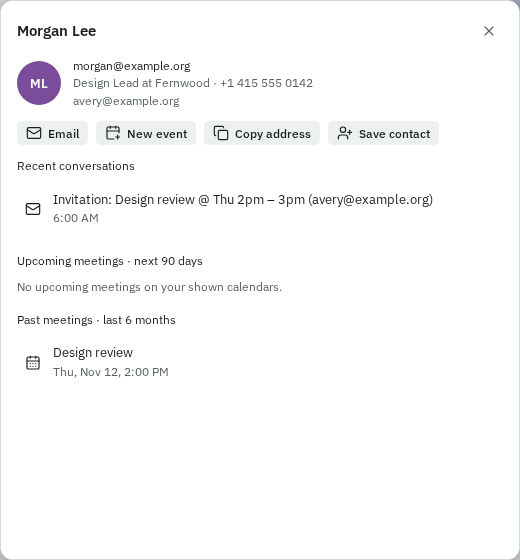 Morgan Lee
ML
morgan@example.org
Design Lead at Fernwood · +1 415 555 0142
avery@example.org
Email
New event
Copy address
Save contact
Recent conversations
Invitation: Design review @ Thu 2pm – 3pm (avery@example.org)
6:00 AM
Upcoming meetings · next 90 days
No upcoming meetings on your shown calendars.
Past meetings · last 6 months
Design review
Thu, Nov 12, 2:00 PM